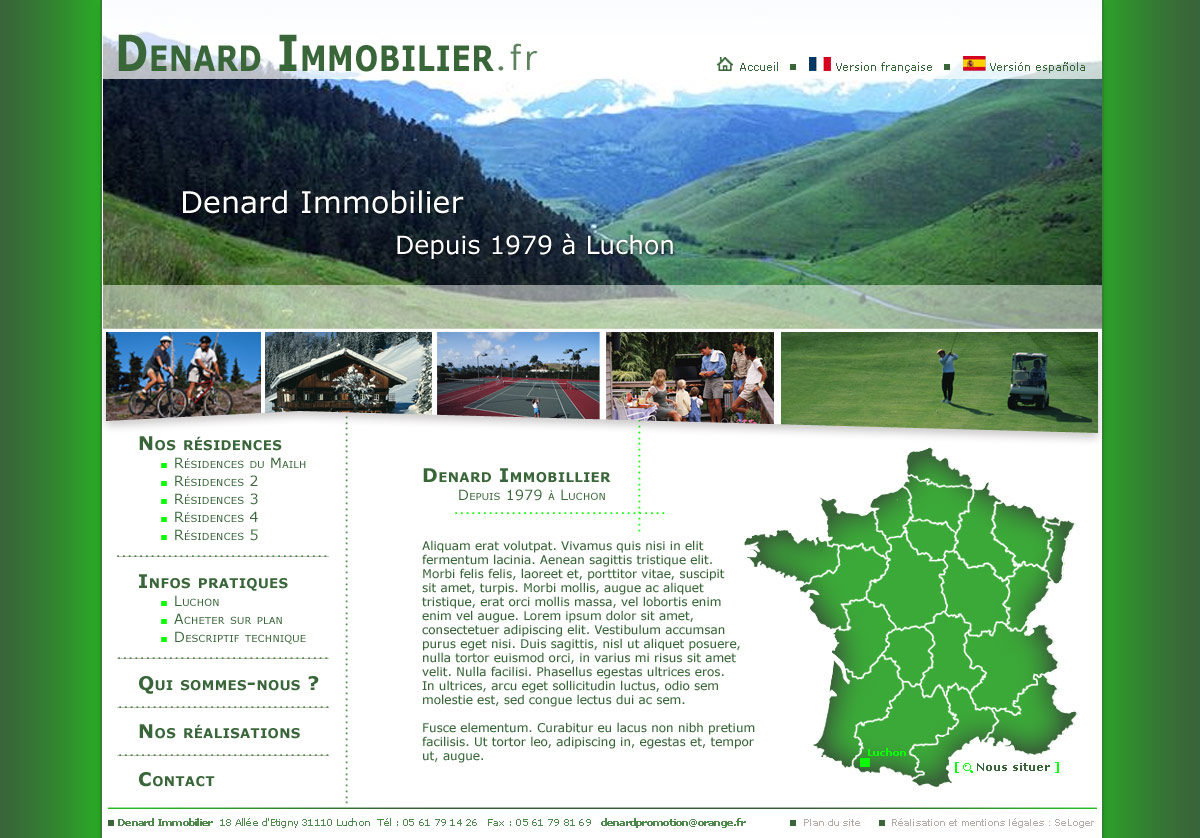 Denard Immobilier.fr
Accueil
Version française
Versión española
Denard Immobilier
Depuis 1979 à Luchon
Nos résidences
Résidences du Mailh
Résidences 2
Résidences 3
Résidences 4
Résidences 5
Infos pratiques
Luchon
Acheter sur plan
Descriptif technique
Qui sommes-nous ?
Nos réalisations
Contact
Denard Immobillier
Depuis 1979 à Luchon
Aliquam erat volutpat. Vivamus quis nisi in elit
fermentum lacinia. Aenean sagittis tristique elit.
Morbi felis felis, laoreet et, porttitor vitae, suscipit
sit amet, turpis. Morbi mollis, augue ac aliquet
tristique, erat orci mollis massa, vel lobortis enim
enim vel augue. Lorem ipsum dolor sit amet,
consectetuer adipiscing elit. Vestibulum accumsan
purus eget nisi. Duis sagittis, nisl ut aliquet posuere,
nulla tortor euismod orci, in varius mi risus sit amet
velit. Nulla facilisi. Phasellus egestas ultrices eros.
In ultrices, arcu eget sollicitudin luctus, odio sem
molestie est, sed congue lectus dui ac sem.
Fusce elementum. Curabitur eu lacus non nibh pretium
facilisis. Ut tortor leo, adipiscing in, egestas et, tempor
ut, augue.
Luchon
[ Nous situer ]
Denard Immobilier 18 Allée d'Etigny 31110 Luchon Tél : 05 61 79 14 26 Fax : 05 61 79 81 69 denardpromotion@orange.fr
Plan du site
Réalisation et mentions légales : SeLoger